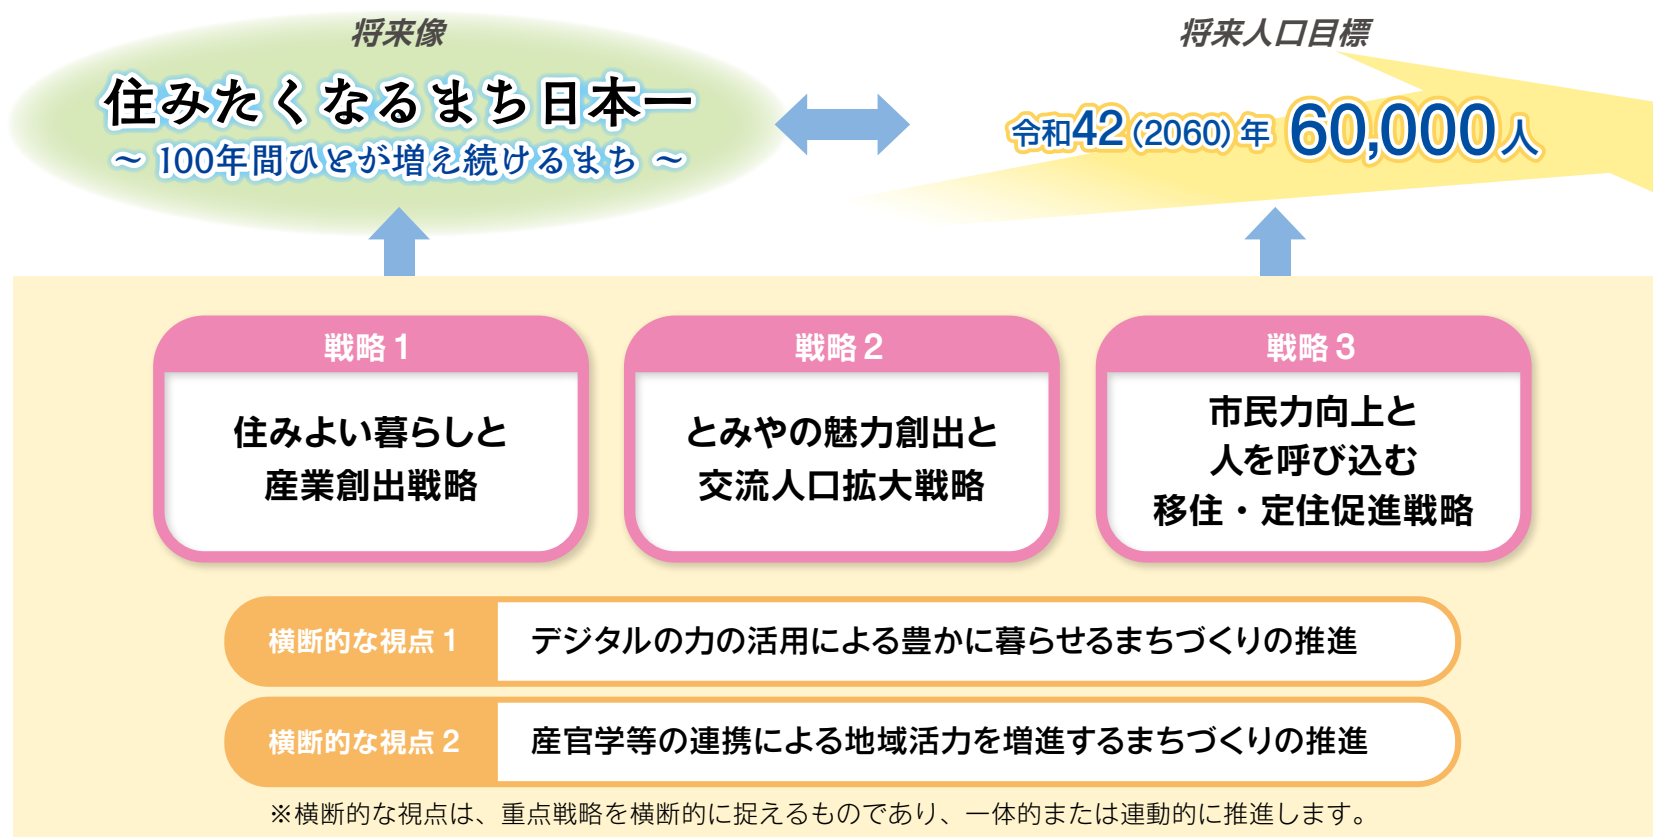 将来像
住みたくなるまち日本一
～ 100年間ひとが増え続けるまち ～
将来人口目標
令和42（2060）年 60,000人
戦略 1
住みよい暮らしと
産業創出戦略
戦略 2
とみやの魅力創出と
交流人口拡大戦略
戦略 3
市民力向上と
人を呼び込む
移住・定住促進戦略
横断的な視点 1
デジタルの力の活用による豊かに暮らせるまちづくりの推進
横断的な視点 2
産官学等の連携による地域活力を増進するまちづくりの推進
※横断的な視点は、重点戦略を横断的に捉えるものであり、一体的または連動的に推進します。